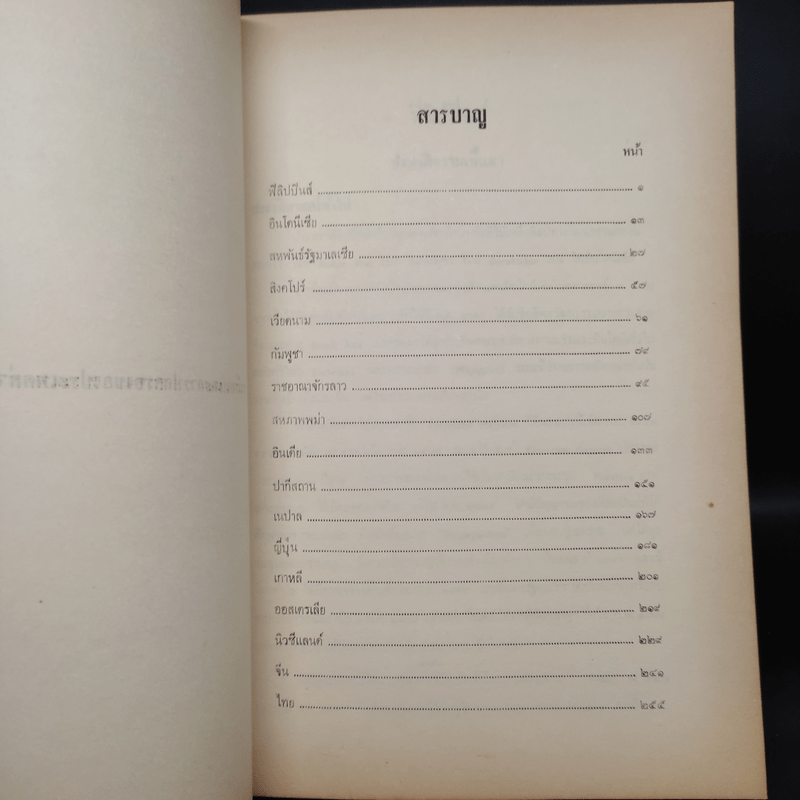 สารบาญ
หน้า
ฟิลิปปินส์ ........ ๑
อินโดนีเซีย ........ ๑๓
สหพันธ์รัฐมาเลเซีย ........ ๒๗
สิงคโปร์ ........ ๕๗
เวียดนาม ........ ๖๑
กัมพูชา ........ ๗๙
ราชอาณาจักรลาว ........ ๙๕
สหภาพพม่า ........ ๑๐๗
อินเดีย ........ ๑๓๓
ปากีสถาน ........ ๑๕๑
เนปาล ........ ๑๖๗
ญี่ปุ่น ........ ๑๘๑
เกาหลี ........ ๒๐๑
ออสเตรเลีย ........ ๒๑๙
นิวซีแลนด์ ........ ๒๒๙
จีน ........ ๒๔๑
ไทย ........ ๒๕๕